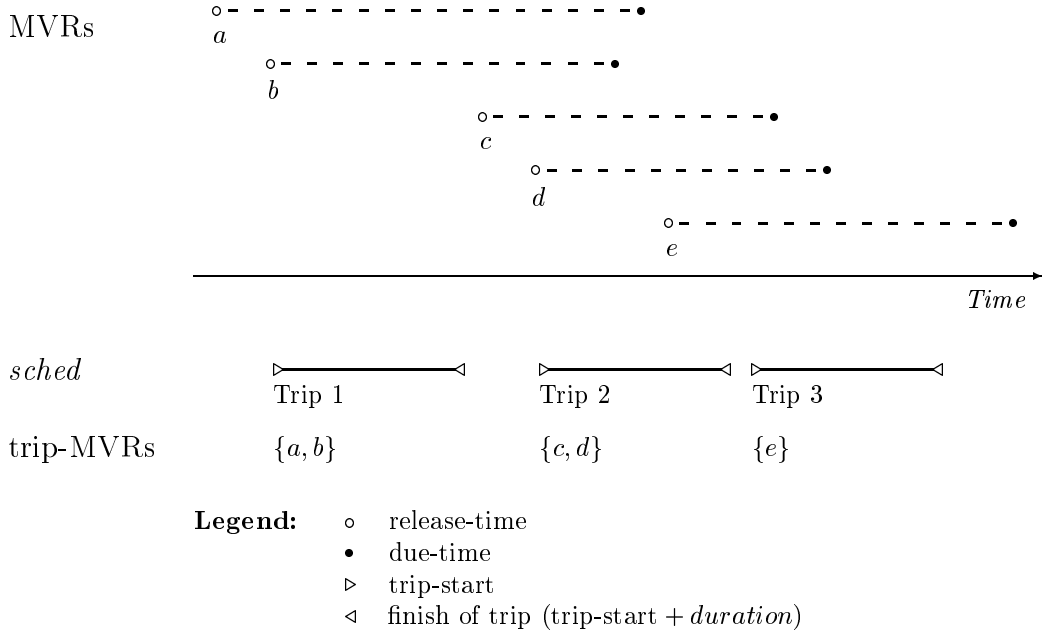 MVRs
a
b
c
d
e
Time
sched
Trip 1 Trip 2 Trip 3
trip-MVRs {a, b} {c, d} {e}
Legend: release-time
due-time
trip-start
finish of trip (trip-start + duration)